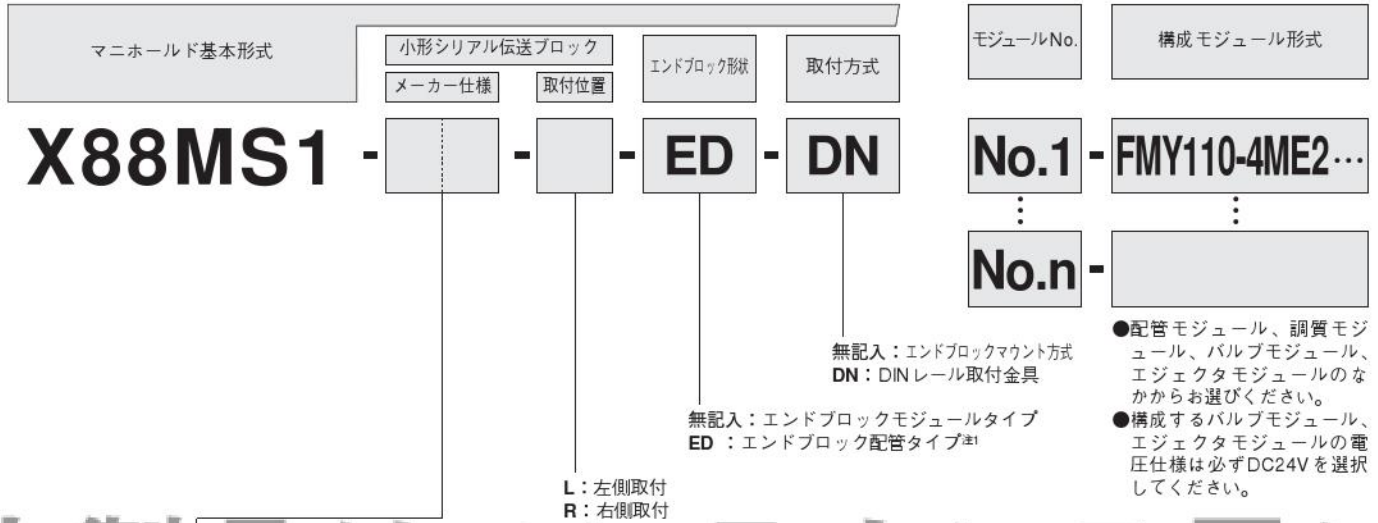 マニホールド基本形式
小形シリアル伝送ブロック
メーカー仕様
取付位置
エンドブロック形状
取付方式
モジュールNo.
構成モジュール形式
X88MS1 - - - ED - DN
No.1 - FMY110-4ME2…
No.n -
無記入：エンドブロックマウント方式
DN：DINレール取付金具
無記入：エンドブロックモジュールタイプ
ED：エンドブロック配管タイプ注1
L：左側取付
R：右側取付
●配管モジュール、調質モジ
ュール、バルブモジュール、
エジェクタモジュールのな
かからお選びください。
●構成するバルブモジュール、
エジェクタモジュールの電
圧仕様は必ずDC24Vを選択
してください。